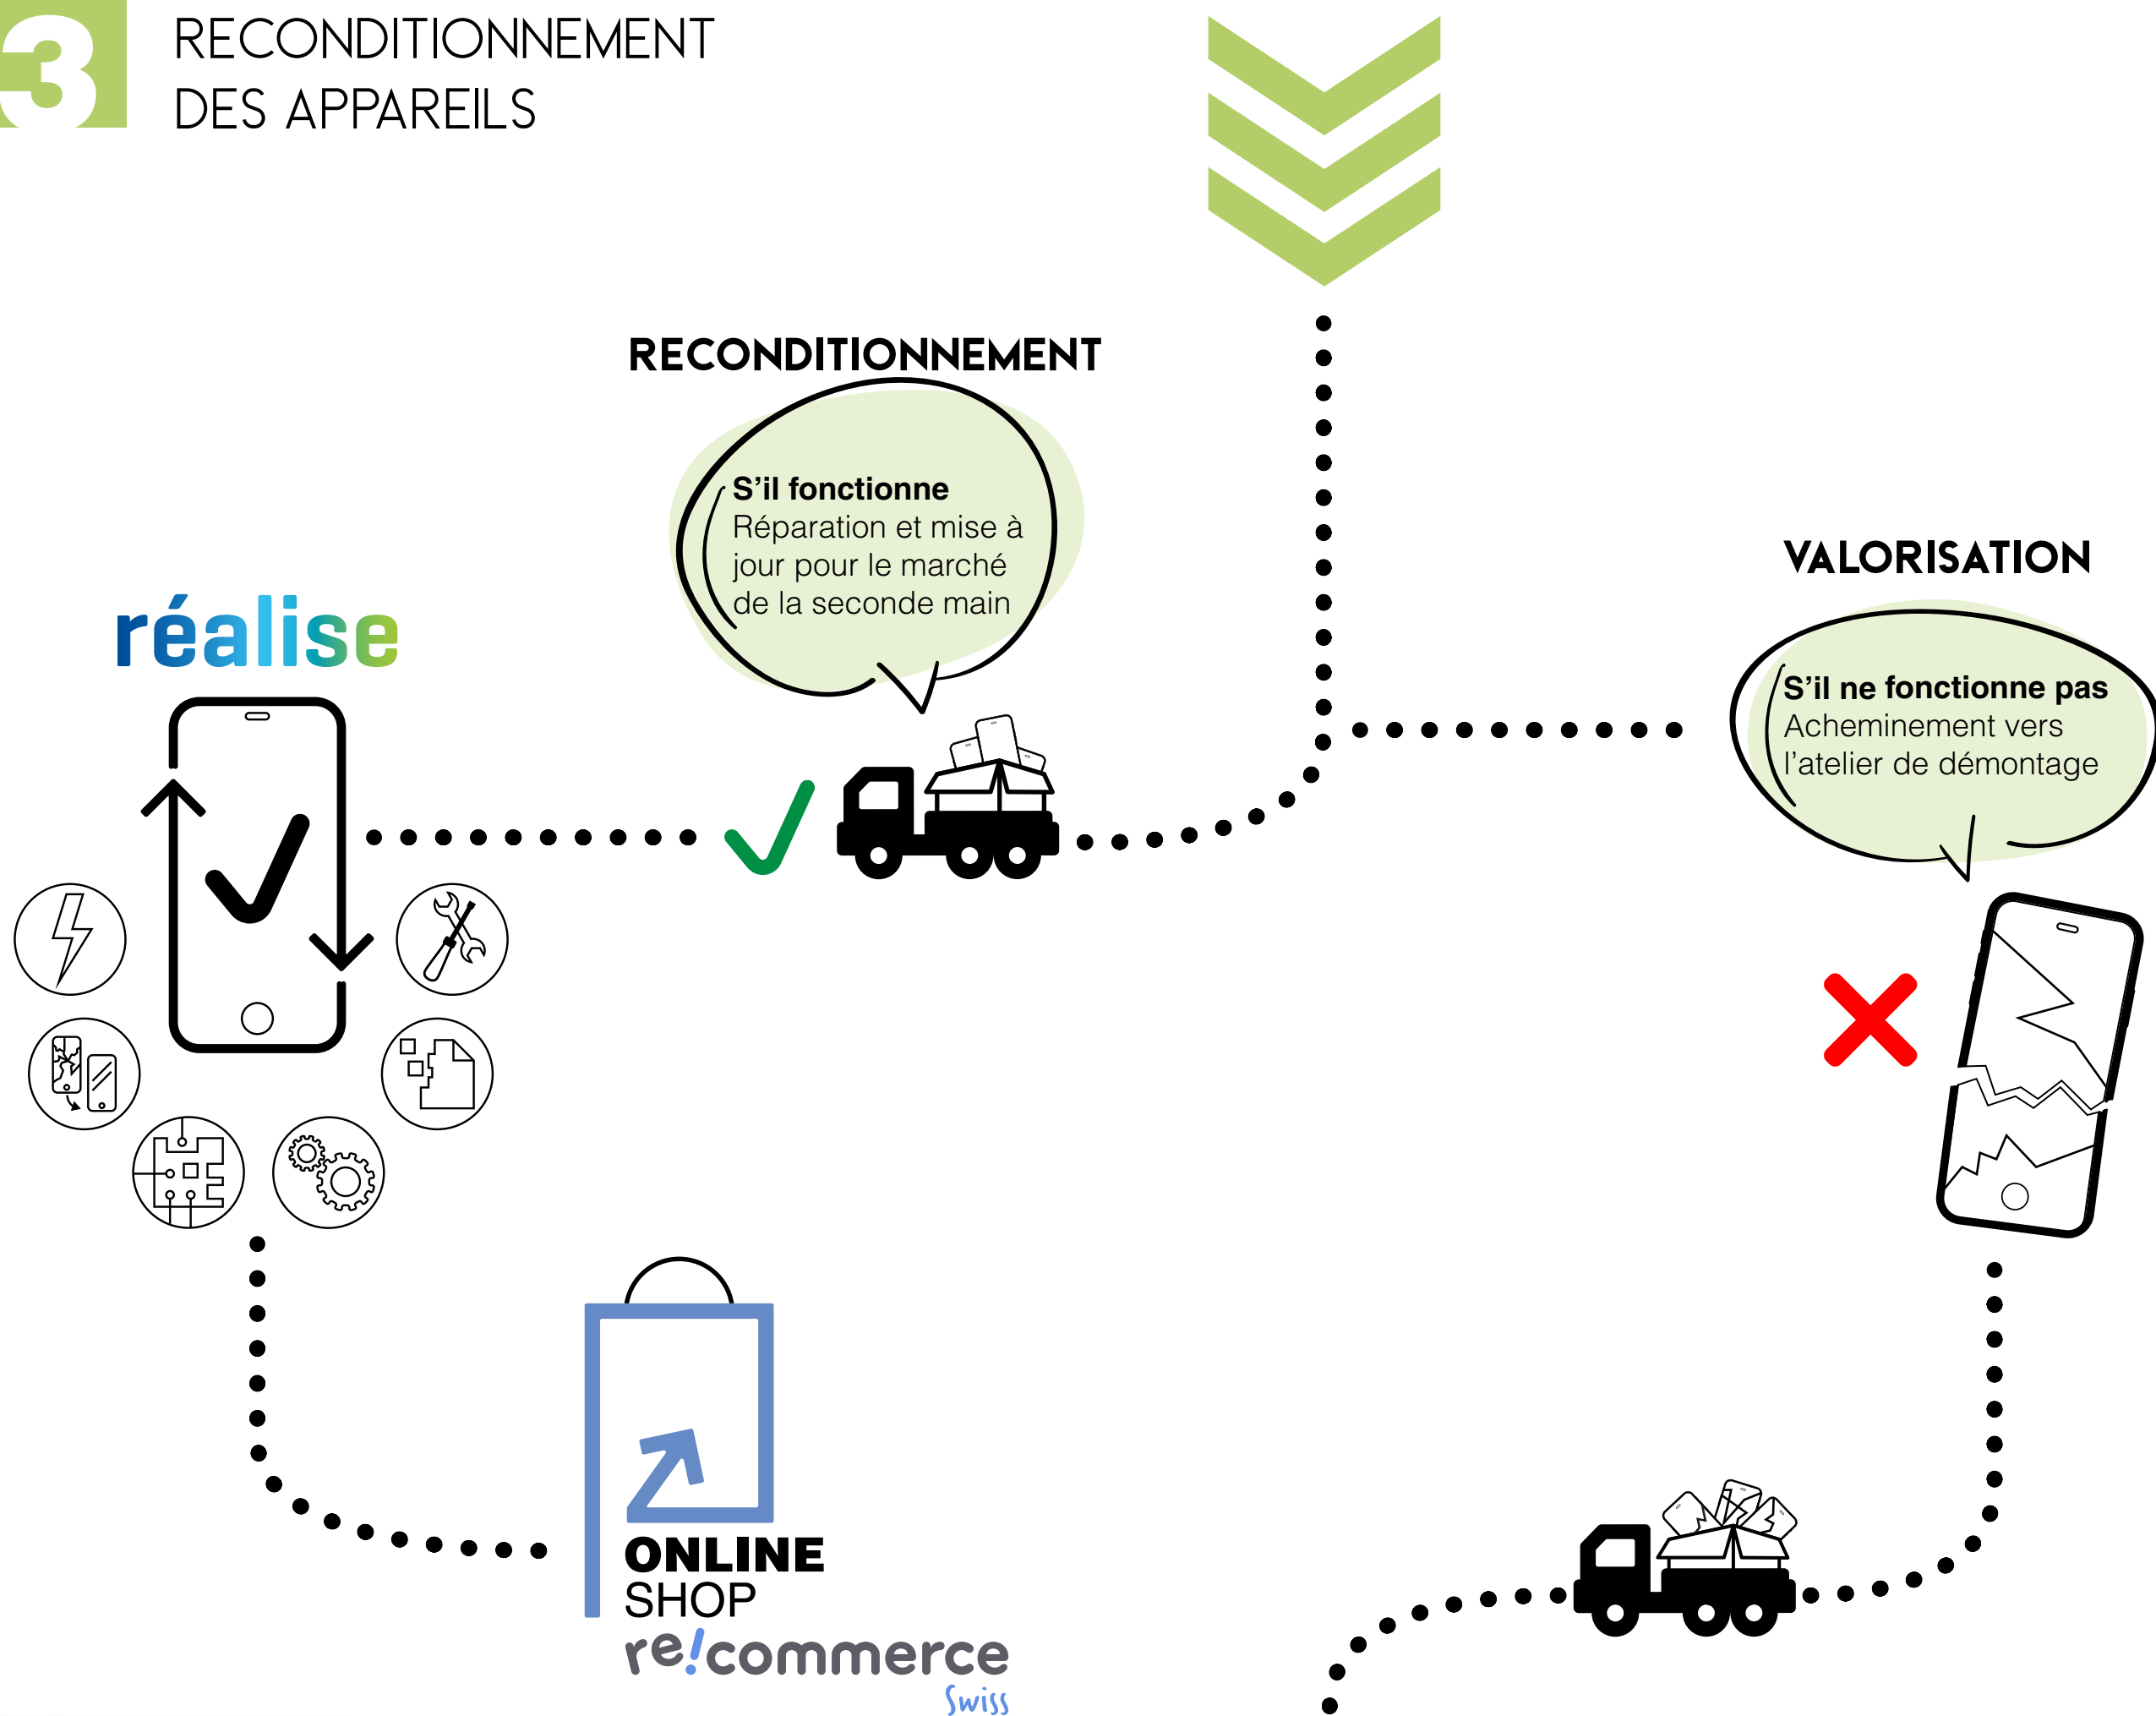 3
RECONDITIONNEMENT
DES APPAREILS
RECONDITIONNEMENT
S'il fonctionne
Réparation et mise à
jour pour le marché
de la seconde main
VALORISATION
S'il ne fonctionne pas
Acheminement vers
l'atelier de démontage
réalise
ONLINE
SHOP
re!commerce
Swiss